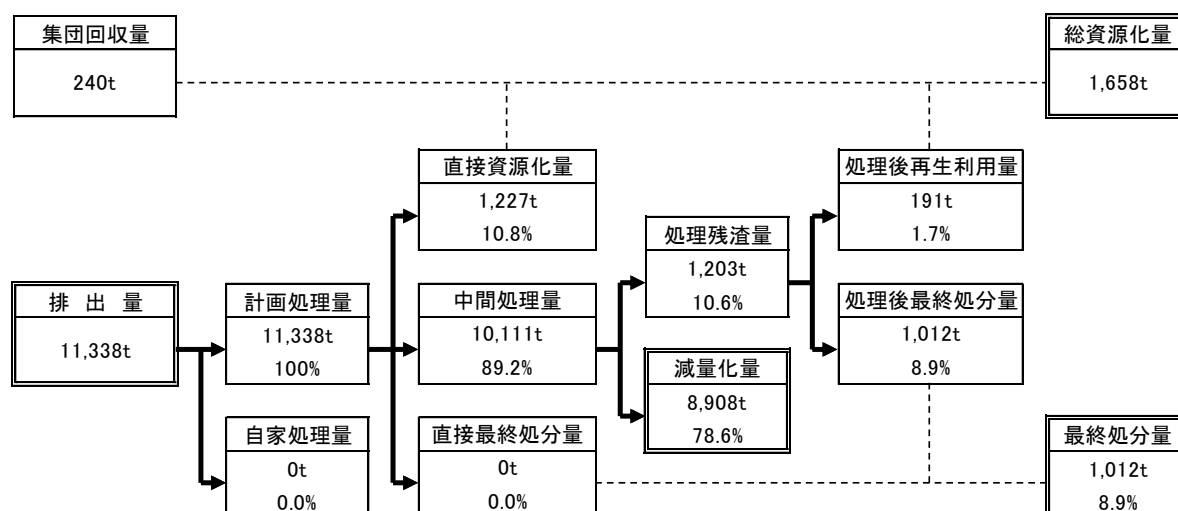 集団回収量
240t
総資源化量
1,658t
直接資源化量
1,227t
10.8%
処理後再生利用量
191t
1.7%
処理残渣量
1,203t
10.6%
排 出 量
11,338t
計画処理量
11,338t
100%
中間処理量
10,111t
89.2%
処理後最終処分量
1,012t
8.9%
減量化量
8,908t
78.6%
自家処理量
0t
0.0%
直接最終処分量
0t
0.0%
最終処分量
1,012t
8.9%